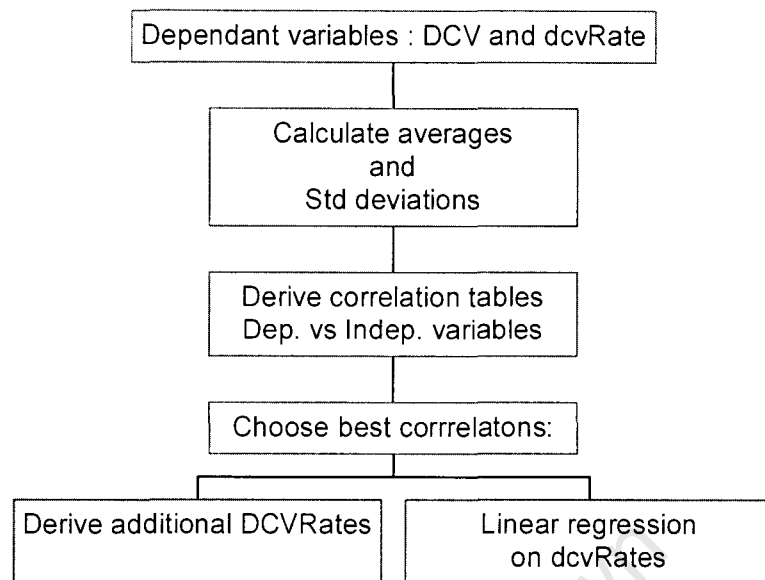 Dependant variables : DCV and dcvRate
Calculate averages
and
Std deviations
Derive correlation tables
Dep. vs Indep. variables
Choose best corrrelatons:
Derive additional DCVRates
Linear regression
on dcvRates